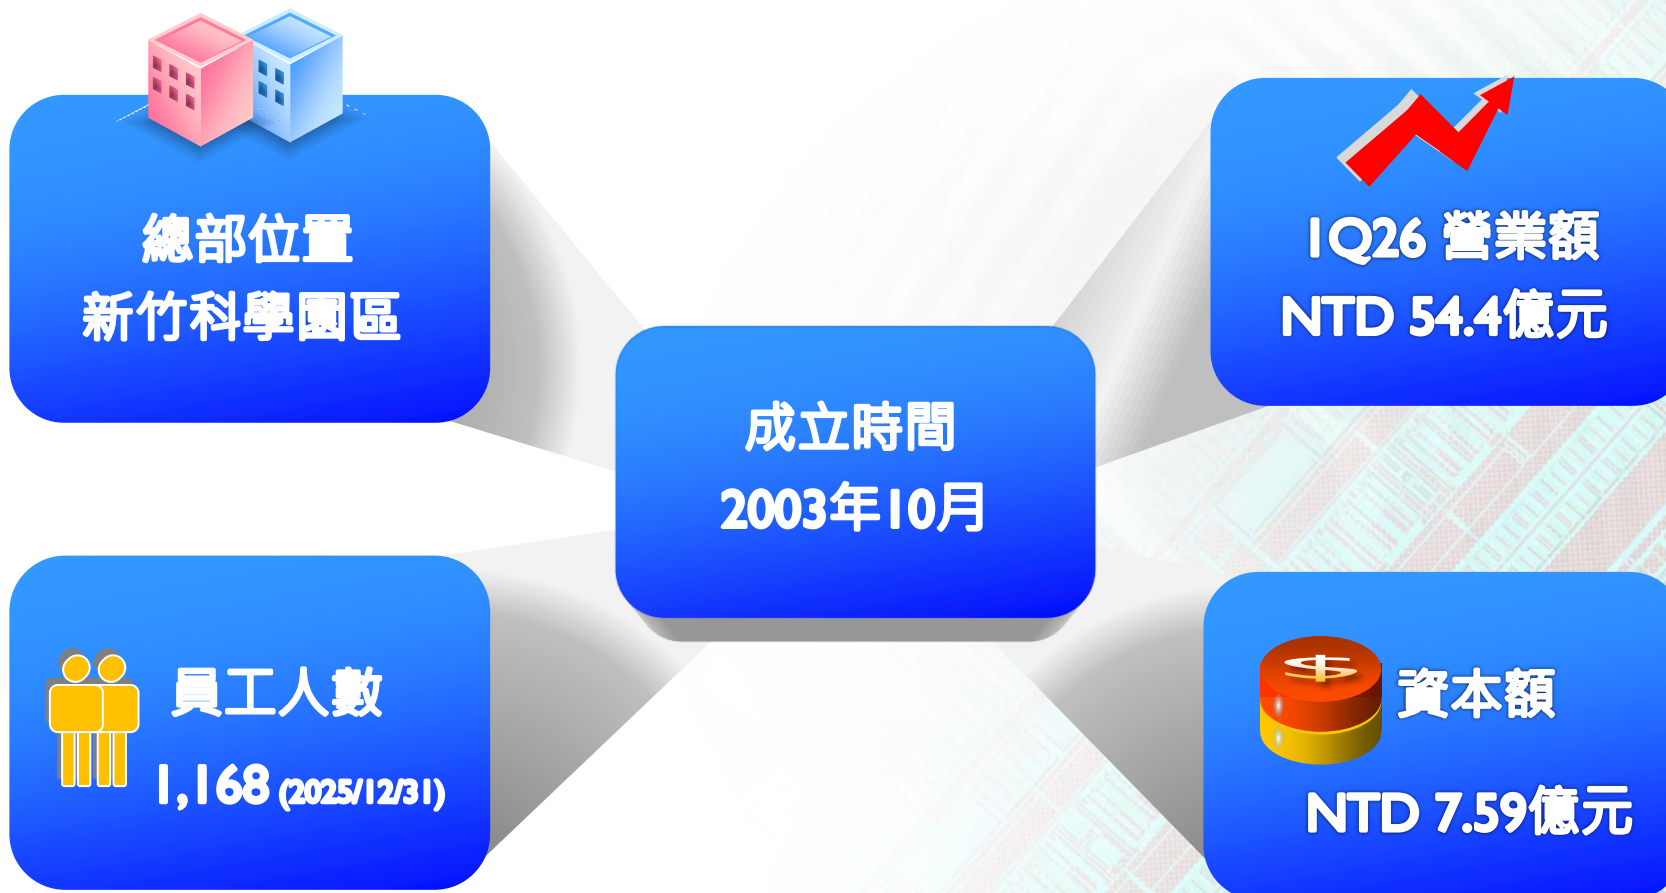 總部位置
新竹科學園區
1Q26 營業額
NTD 54.4億元
成立時間
2003年10月
員工人數
1,168 (2025/12/31)
資本額
NTD 7.59億元